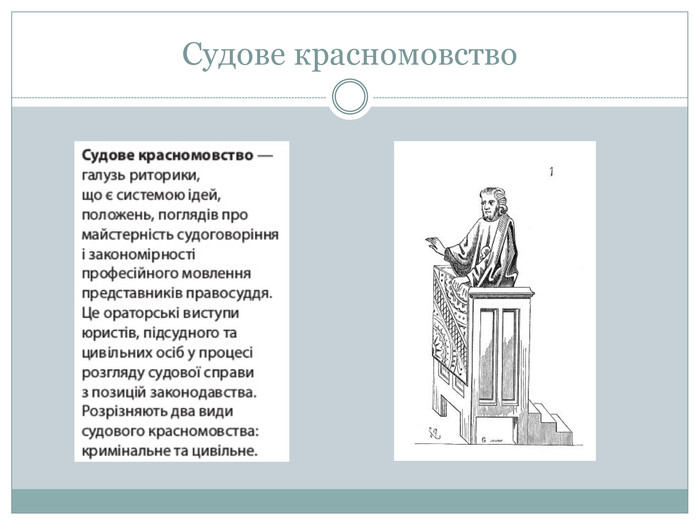 Судове красномовство
Судове красномовство —
галузь риторики,
що є системою ідей,
положень, поглядів про
майстерність судоговоріння
і закономірності
професійного мовлення
представників правосуддя.
Це ораторські виступи
юристів, підсудного та
цивільних осіб у процесі
розгляду судової справи
з позицій законодавства.
Розрізняють два види
судового красномовства:
кримінальне та цивільне.
1